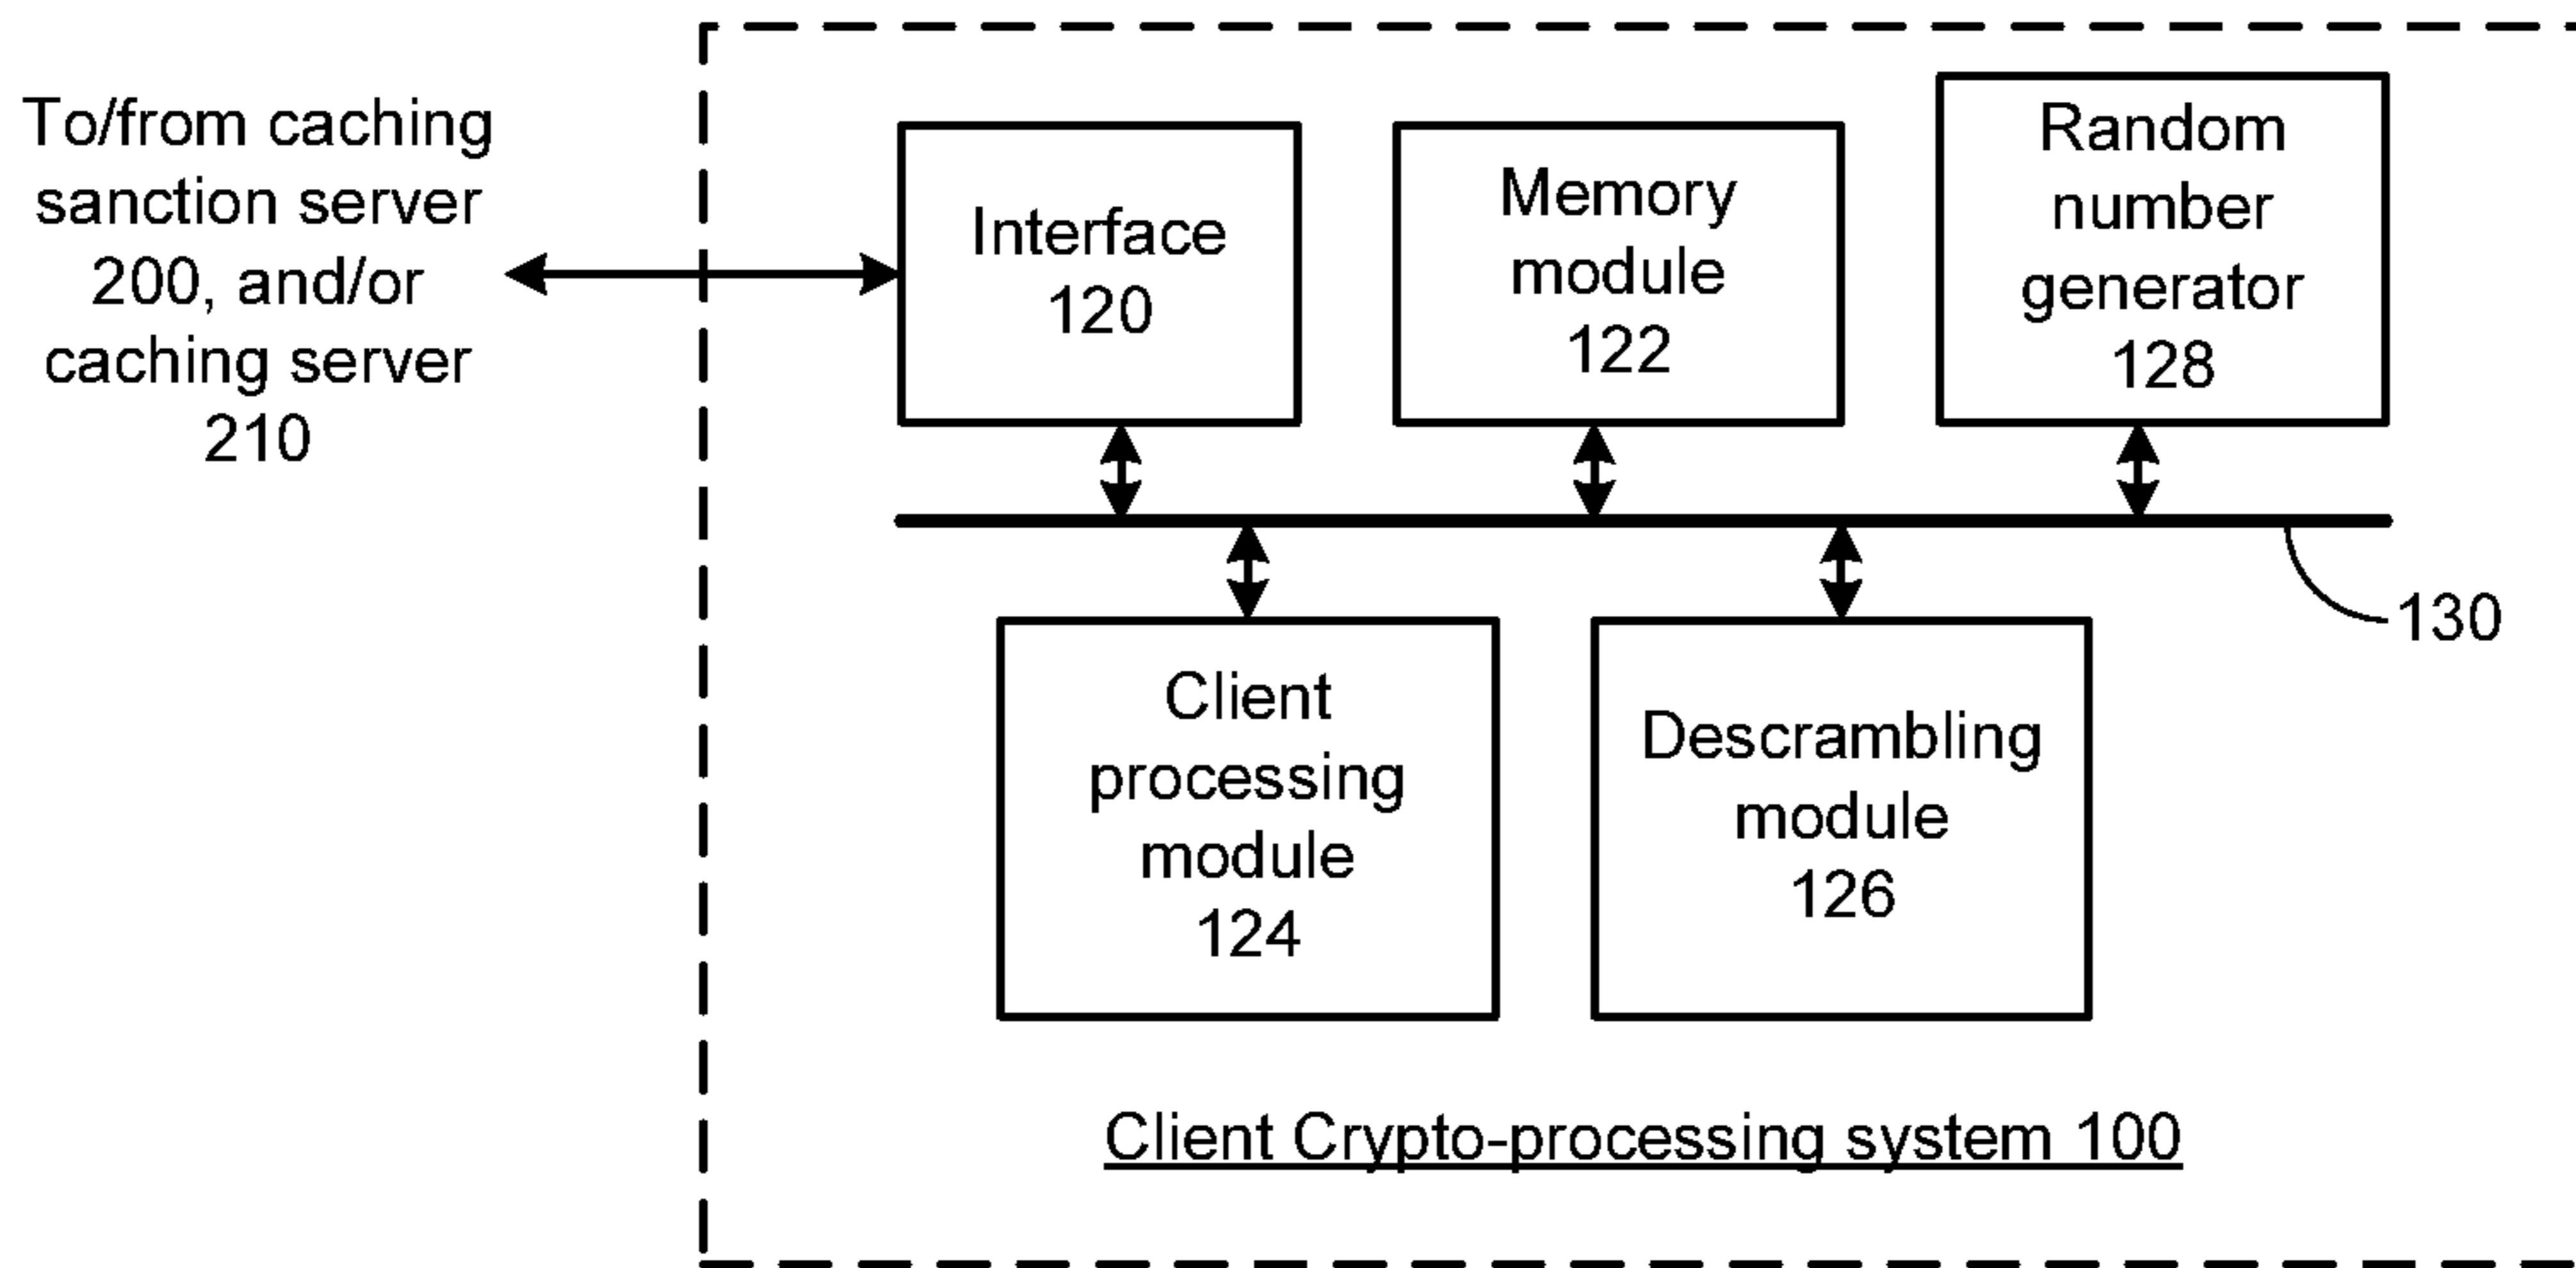 To/from caching
sanction server
200, and/or
caching server
210
Interface
120
Memory
module
122
Random
number
generator
128
130
Client
processing
module
124
Descrambling
module
126
Client Crypto-processing system 100